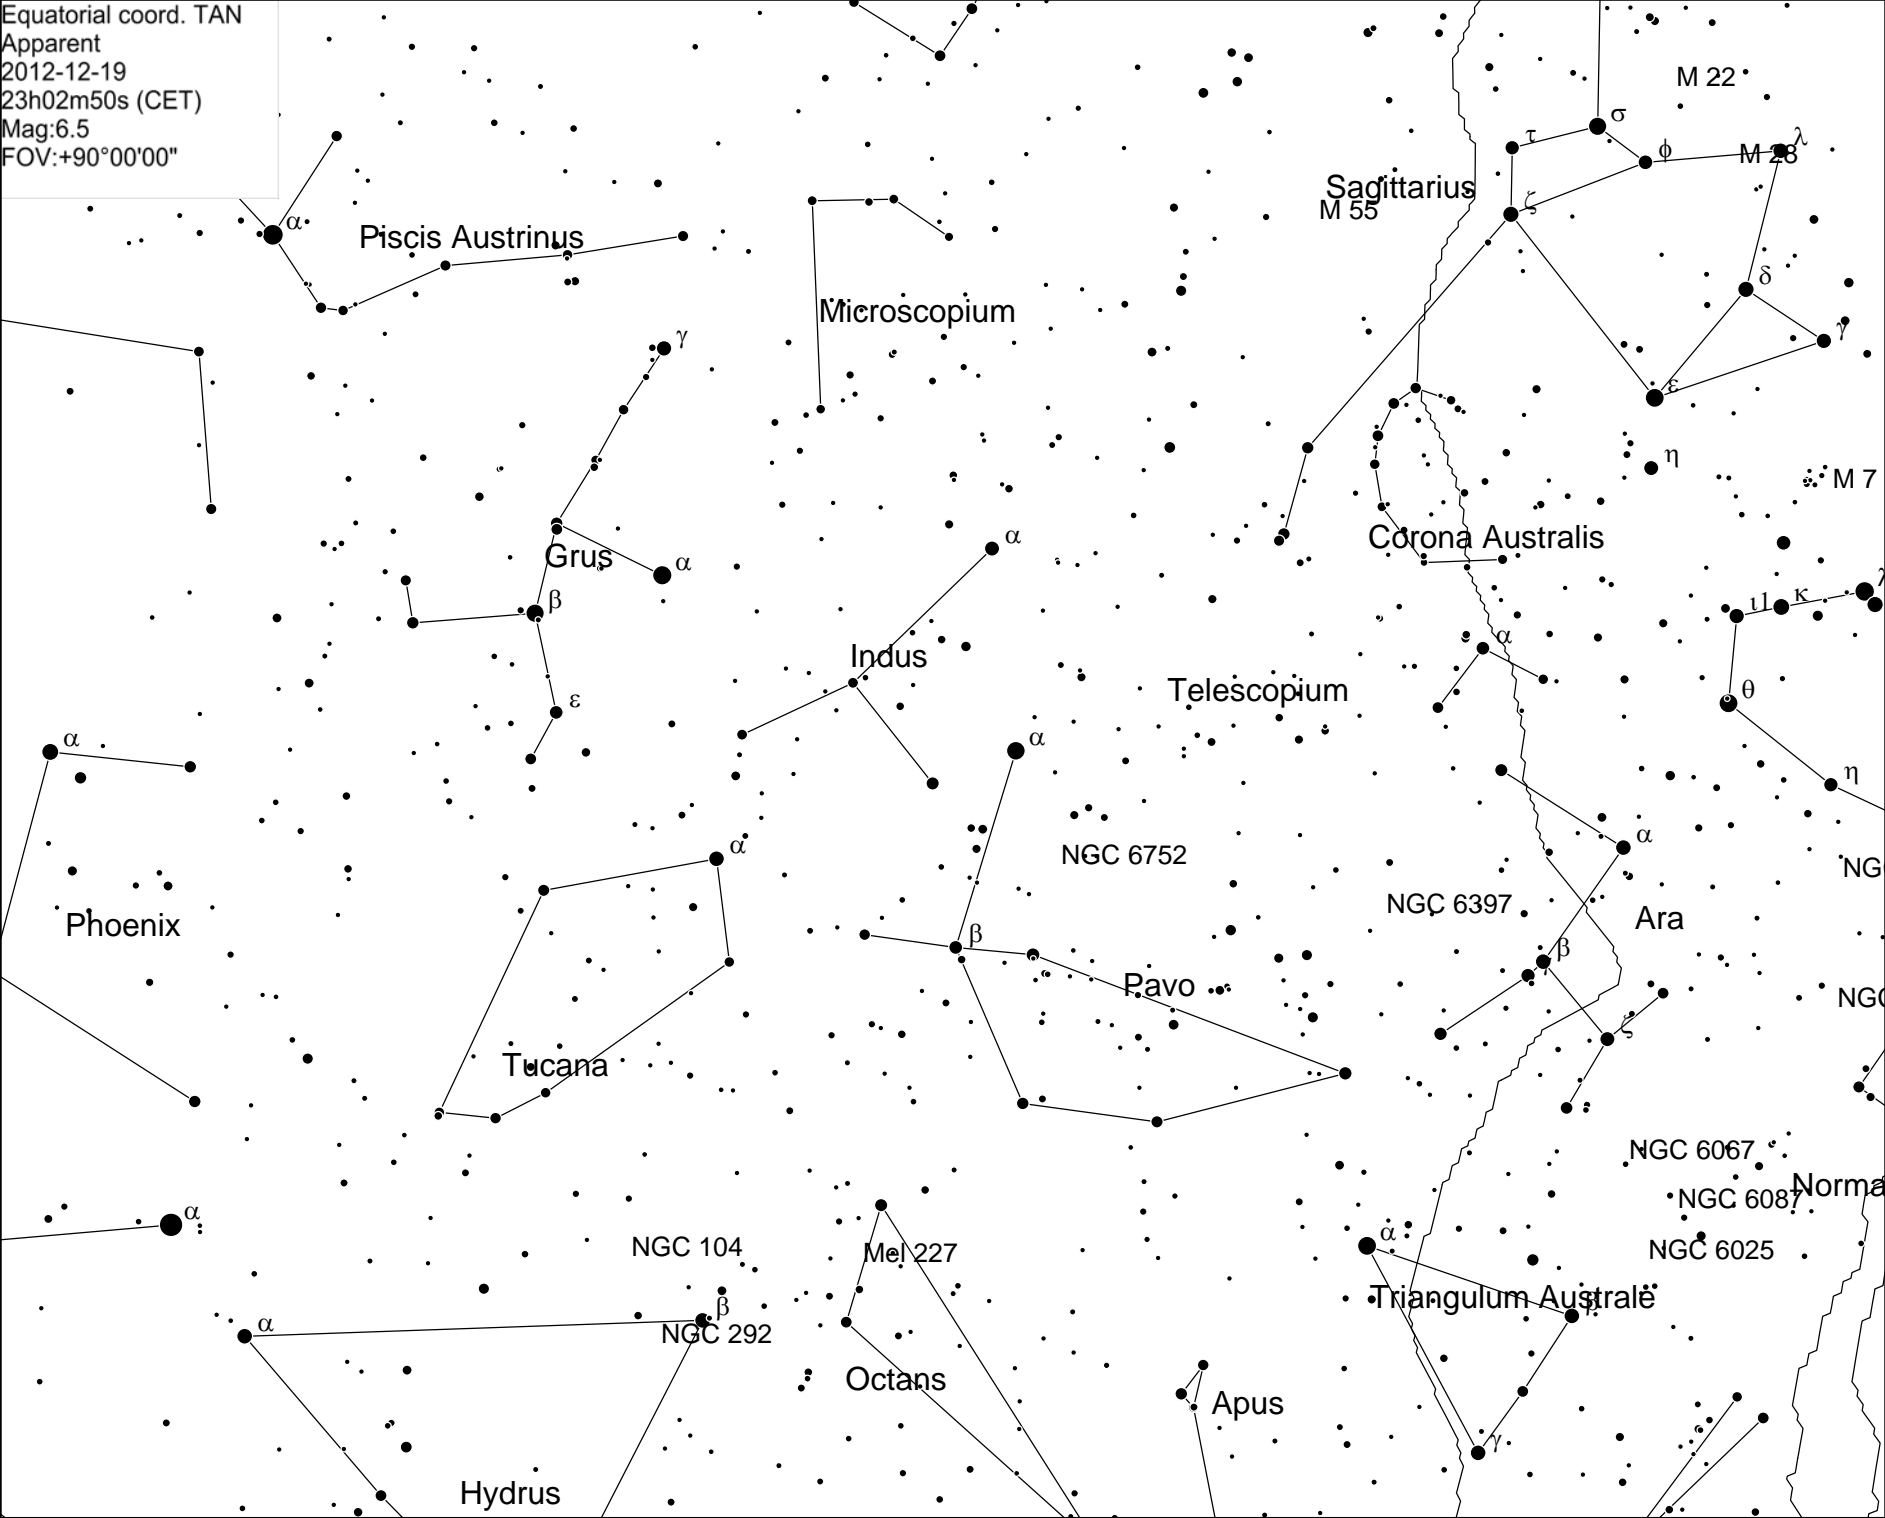 Equatorial coord. TAN
Apparent
2012-12-19
23h02m50s (CET)
Mag:6.5
FOV:+90°00'00"
M 22
σ
τ
ϕ
λ
M 28
Sagittarius
ζ
M 55
α
Piscis Austrinus
δ
Microscopium
γ
γ
ε
η
M 7
Corona Australis
α
Grus
α
β
ι1
κ
λ
α
Indus
Telescopium
ε
θ
α
α
η
α
α
NGC 6752
NG
NGC 6397
Phoenix
Ara
β
β
γ
Pavo
NGC
ζ
Tucana
NGC 6067
Norma
NGC 6087
α
α
NGC 104
Mel 227
NGC 6025
Triangulum Australe
β
β
α
NGC 292
Octans
Apus
γ
Hydrus